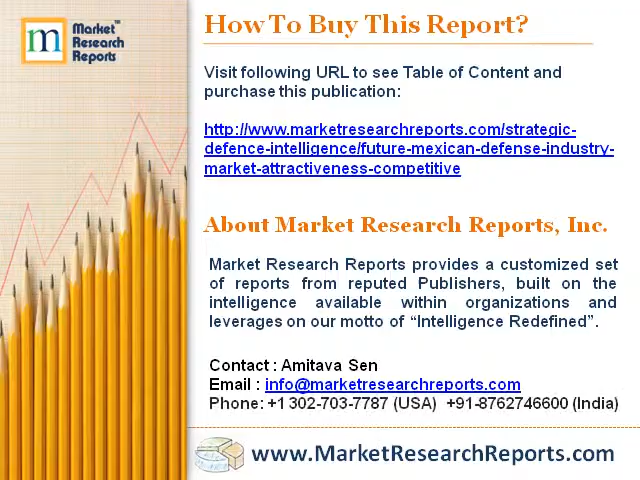 m
Market™
Research
Reports
How To Buy This Report?
Visit following URL to see Table of Content and
purchase this publication:
http://www.marketresearchreports.com/strategic-
defence-intelligence/future-mexican-defense-industry-
market-attractiveness-competitive
About Market Research Reports, Inc.
Market Research Reports provides a customized set
of reports from reputed Publishers, built on the
intelligence available within organizations and
leverages on our motto of “Intelligence Redefined”.
Contact : Amitava Sen
Email : info@marketresearchreports.com
Phone: +1 302-703-7787 (USA) +91-8762746600 (India)
www.MarketResearchReports.com